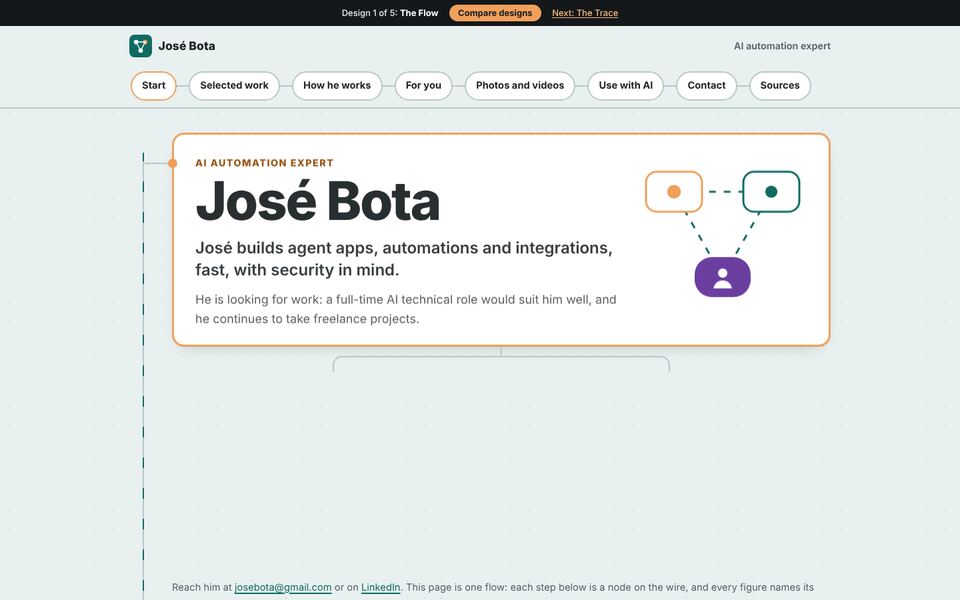 Design 1 of 5: The Flow Compare designs Next: The Trace
José Bota
AI automation expert
Start Selected work How he works For you Photos and videos Use with AI Contact Sources
AI AUTOMATION EXPERT
José Bota
José builds agent apps, automations and integrations,
fast, with security in mind.
He is looking for work: a full-time AI technical role would suit him well, and
he continues to take freelance projects.
Reach him at josebota@gmail.com or on LinkedIn. This page is one flow: each step below is a node on the wire, and every figure names its